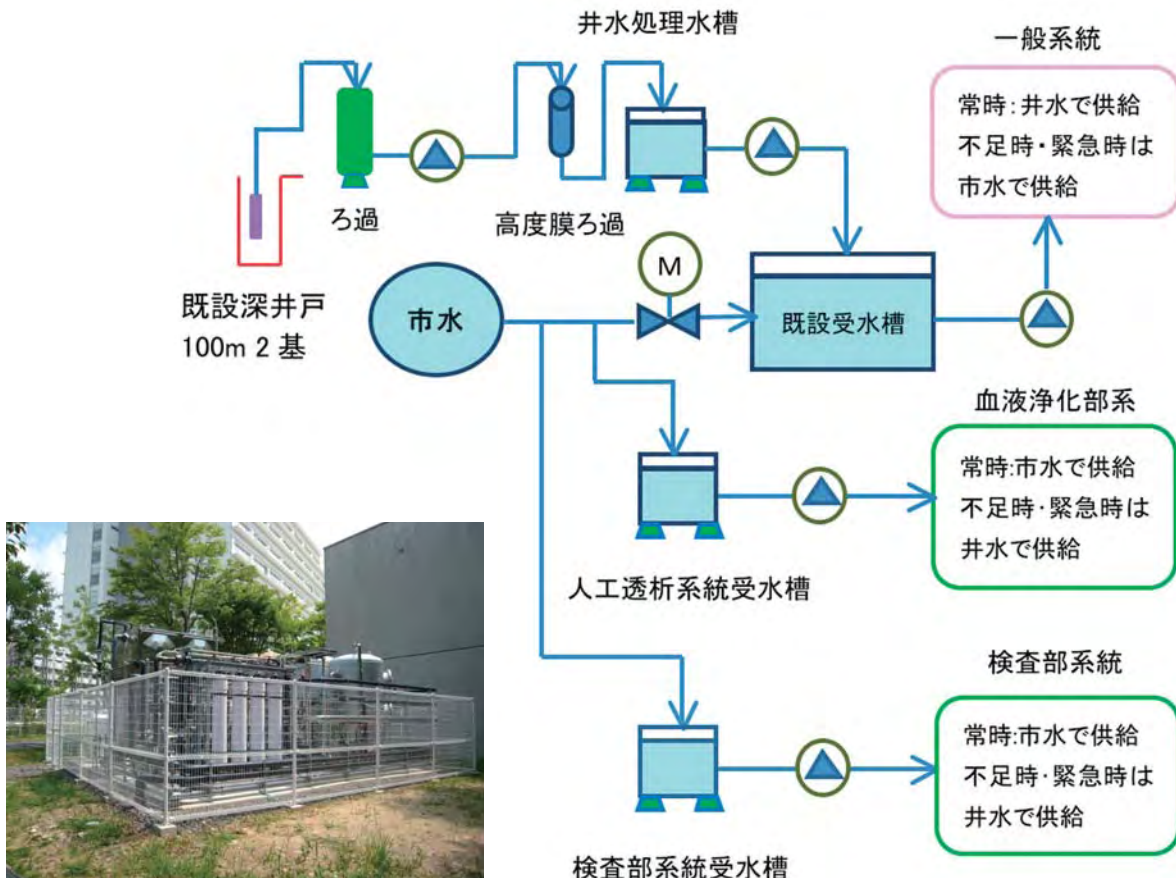 井水処理水槽
一般系統
常時：井水で供給
不足時・緊急時は
市水で供給
ろ過
高度膜ろ過
M
既設深井戸
100m 2 基
市水
既設受水槽
血液浄化部系
常時:市水で供給
不足時・緊急時は
井水で供給
人工透析系統受水槽
検査部系統
常時:市水で供給
不足時・緊急時は
井水で供給
検査部系統受水槽